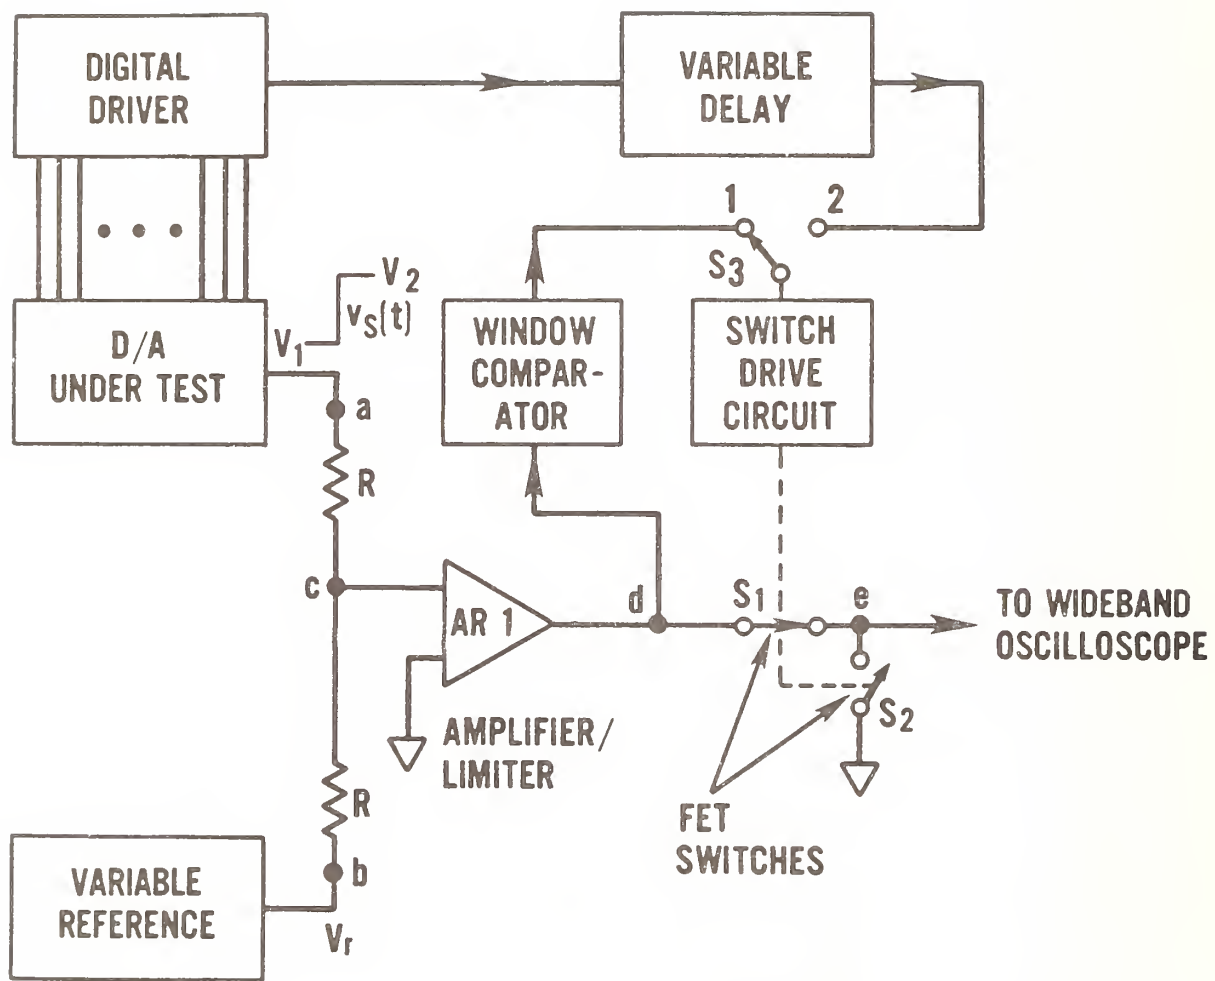 DIGITAL
DRIVER
VARIABLE
DELAY
1
2
S3
V2
vS(t)
V1
D/A
UNDER TEST
WINDOW
COMPAR-
ATOR
SWITCH
DRIVE
CIRCUIT
a
R
c
AR 1
d
S1
e
TO WIDEBAND
OSCILLOSCOPE
S2
AMPLIFIER/
LIMITER
R
FET
SWITCHES
b
VARIABLE
REFERENCE
Vr